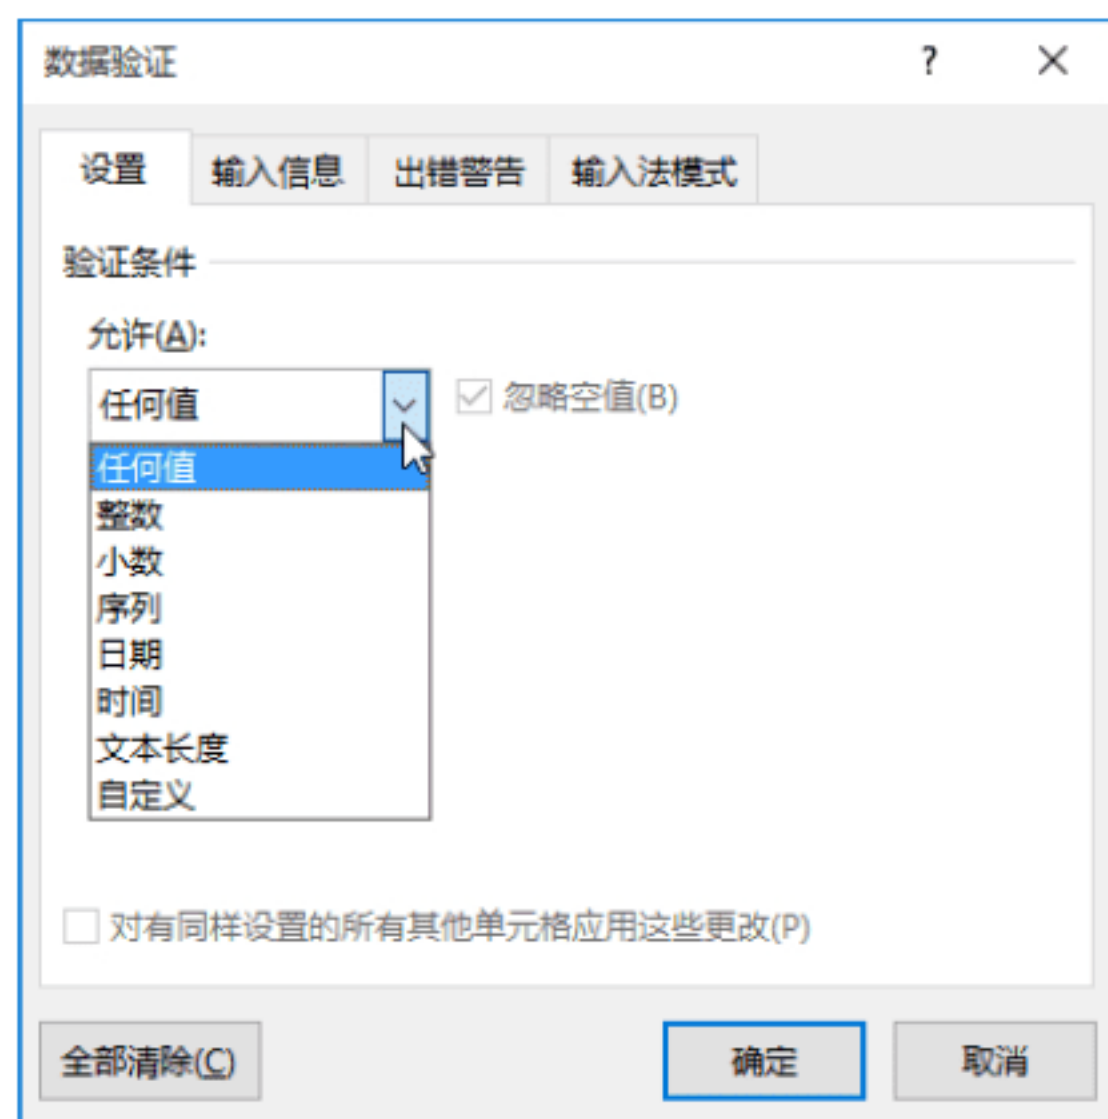 数据验证 ?
设置 输入信息 出错警告 输入法模式
验证条件
允许(A):
任何值 忽略空值(B)
任何值
整数
小数
序列
日期
时间
文本长度
自定义
对有同样设置的所有其他单元格应用这些更改(P)
全部清除(C) 确定 取消